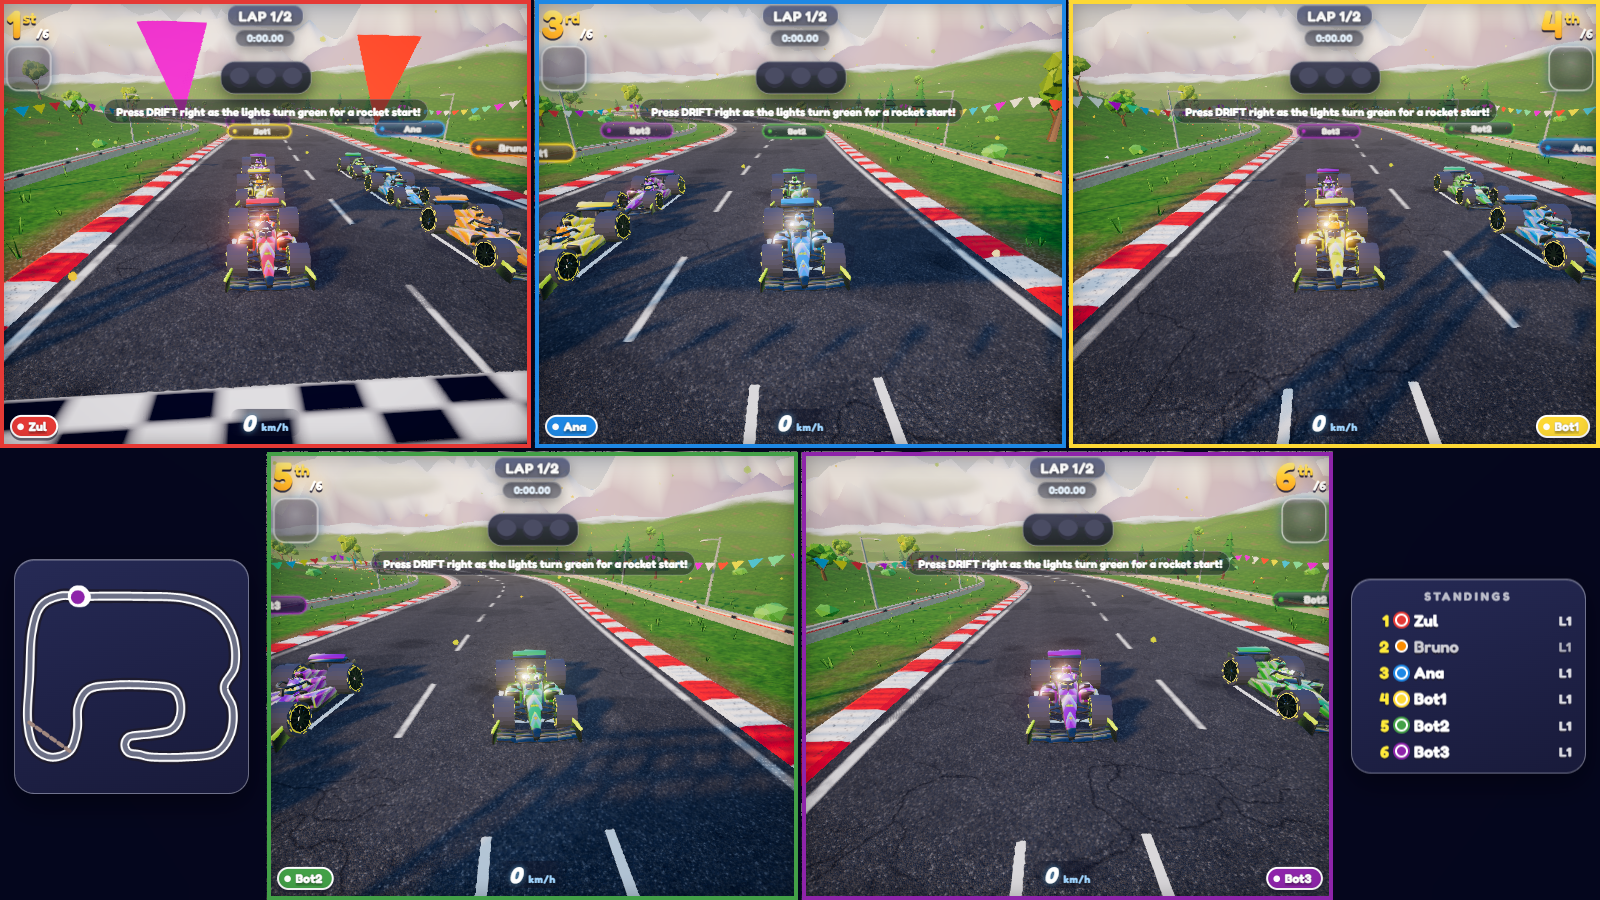 1st /6
LAP 1/2
0:00.00
Press DRIFT right as the lights turn green for a rocket start!
Bot1
Ana
Bruno
Zul
0 km/h
3rd /6
LAP 1/2
0:00.00
Press DRIFT right as the lights turn green for a rocket start!
Bot3
Bot2
Ana
0 km/h
4th /6
LAP 1/2
0:00.00
Press DRIFT right as the lights turn green for a rocket start!
Bot3
Bot2
Ana
0 km/h
Bot1
5th /6
LAP 1/2
0:00.00
Press DRIFT right as the lights turn green for a rocket start!
Bot2
0 km/h
6th /6
LAP 1/2
0:00.00
Press DRIFT right as the lights turn green for a rocket start!
Bot2
0 km/h
Bot3
STANDINGS
1 Zul L1
2 Bruno L1
3 Ana L1
4 Bot1 L1
5 Bot2 L1
6 Bot3 L1